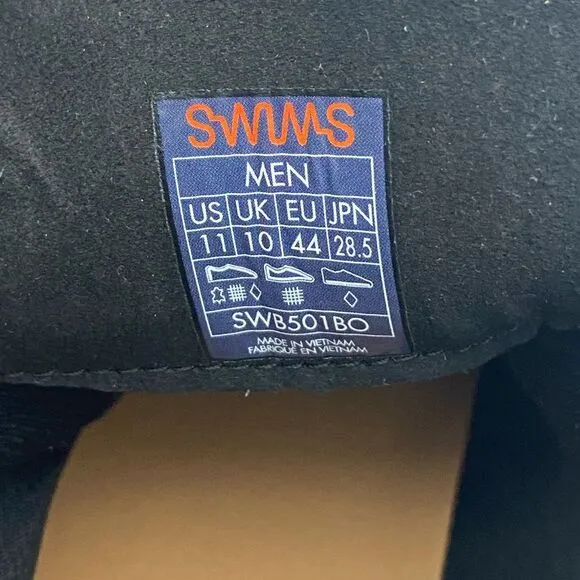 SWIMS
MEN
US UK EU JPN
11 10 44 28.5
SWB501BO
MADE IN VIETNAM
FABRIQUÉ EN VIETNAM